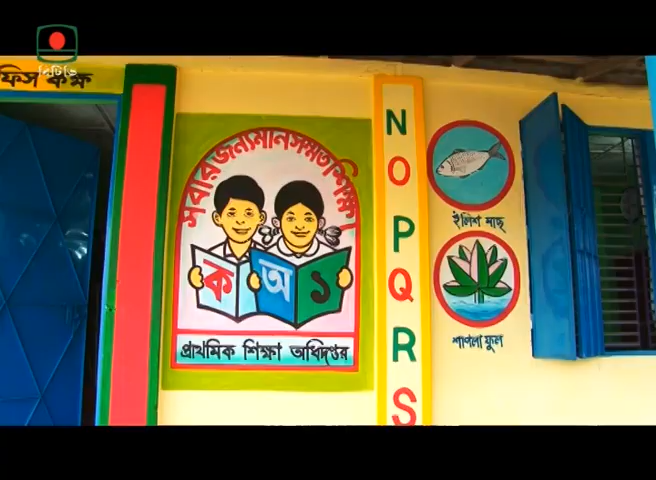 বিটিভি
ফিস কক্ষ
সবার জন্য মানসম্মত শিক্ষা
ক
অ
১
প্রাথমিক শিক্ষা অধিদপ্তর
N
O
P
Q
R
S
ইলিশ মাছ
শাপলা ফুল